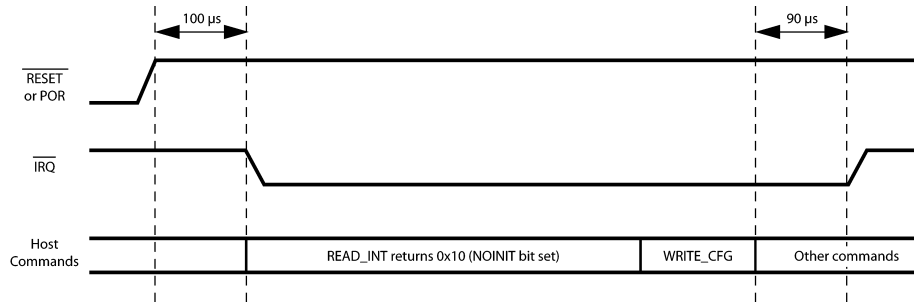 100 µs
90 µs
RESET
or POR
IRQ
Host
Commands
READ_INT returns 0x10 (NOINIT bit set)
WRITE_CFG
Other commands